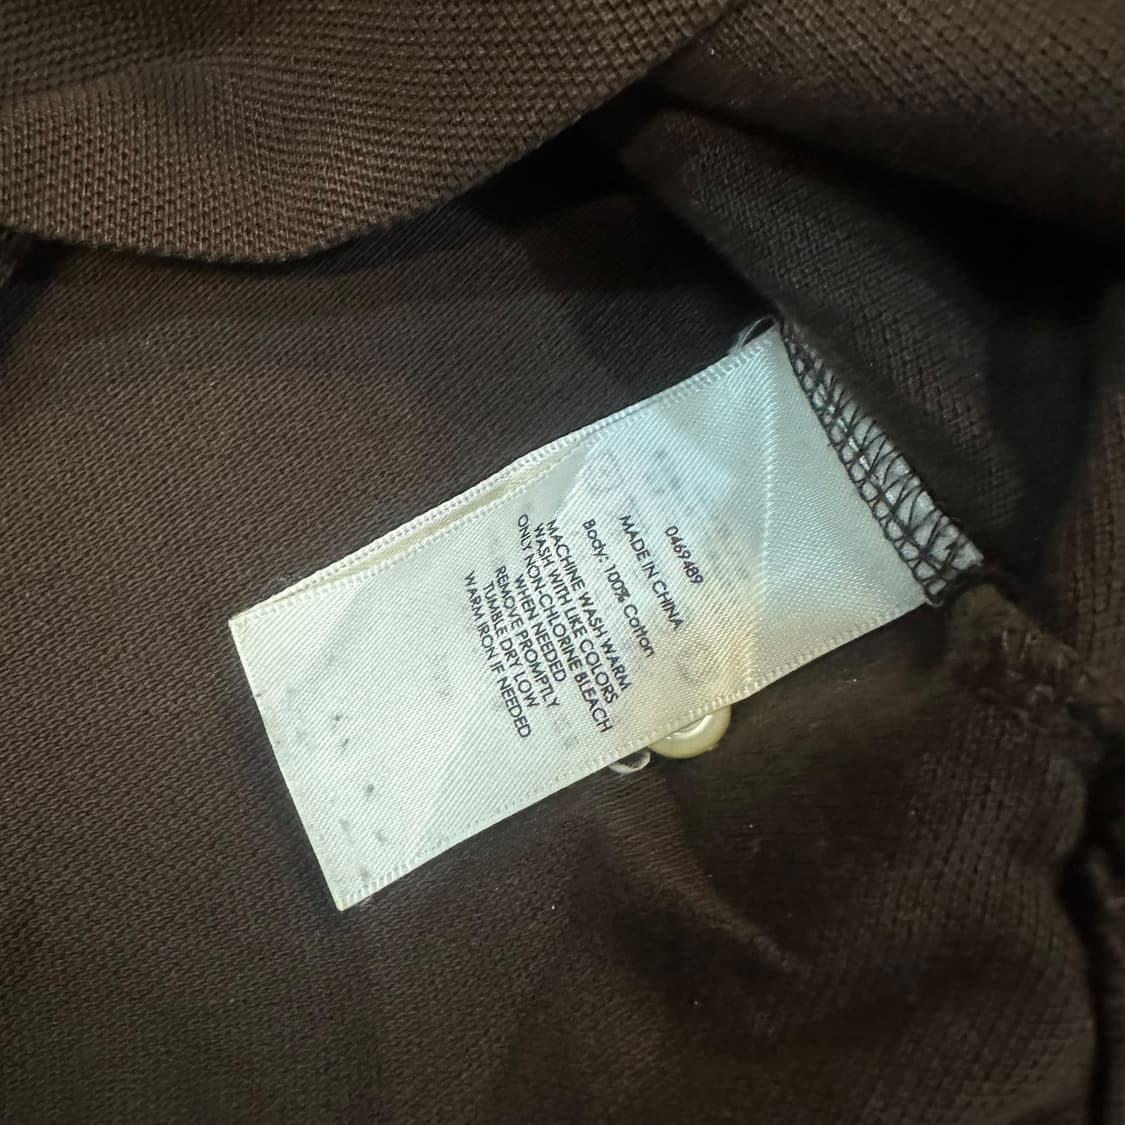 0469489
MADE IN CHINA
Body: 100% Cotton
MACHINE WASH WARM
WASH WITH LIKE COLORS
ONLY NON-CHLORINE BLEACH
WHEN NEEDED
REMOVE PROMPTLY
TUMBLE DRY LOW
WARM IRON IF NEEDED